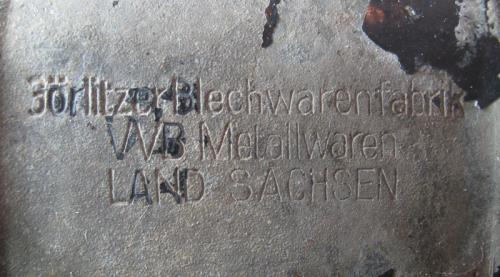 Görlitzer Blechwarenfabrik
VVB Metallwaren
LAND SACHSEN